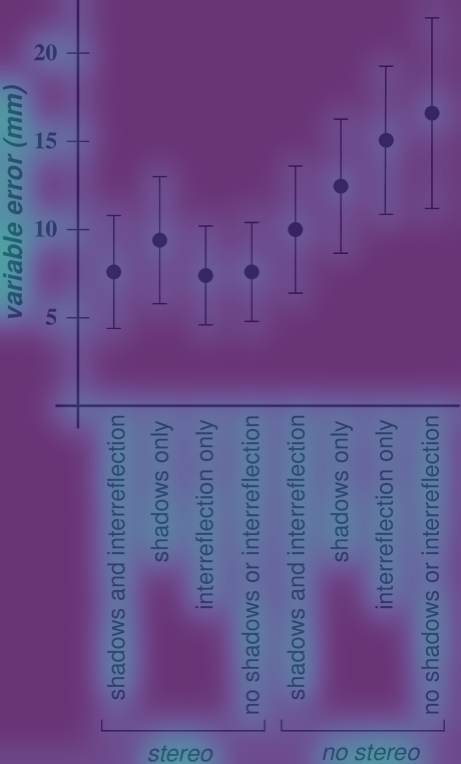 variable error (mm)
20
15
10
5
shadows and interreflection
shadows only
interreflection only
no shadows or interreflection
shadows and interreflection
shadows only
interreflection only
no shadows or interreflection
stereo
no stereo